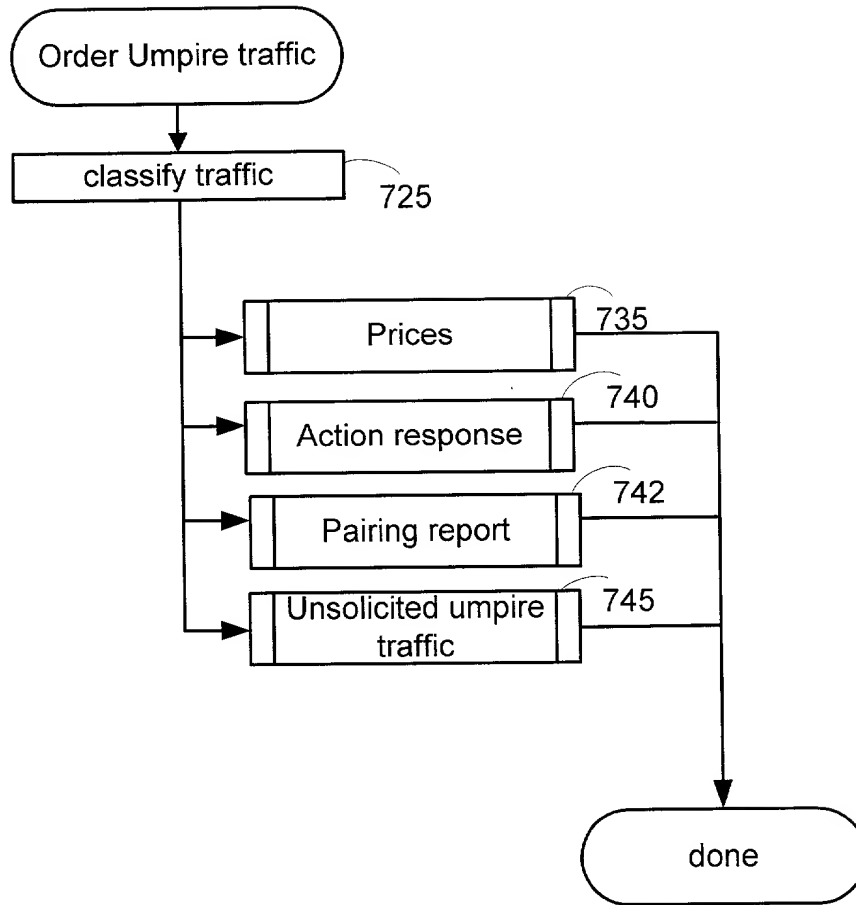 Order Umpire traffic
classify traffic
725
Prices
735
Action response
740
Pairing report
742
Unsolicited umpire
traffic
745
done